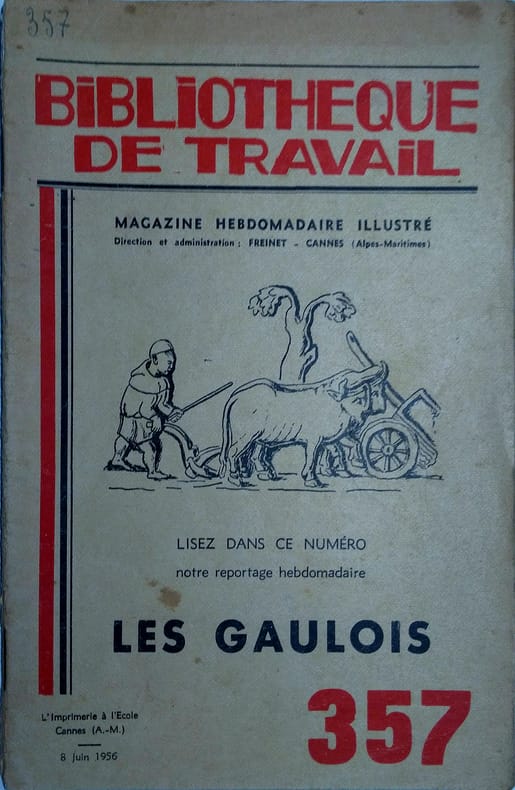 357
BIBLIOTHEQUE
DE TRAVAIL
MAGAZINE HEBDOMADAIRE ILLUSTRÉ
Direction et administration : FREINET - CANNES (Alpes-Maritimes)
LISEZ DANS CE NUMÉRO
notre reportage hebdomadaire
LES GAULOIS
357
L'Imprimerie à l'Ecole
Cannes (A.-M.)
8 juin 1956